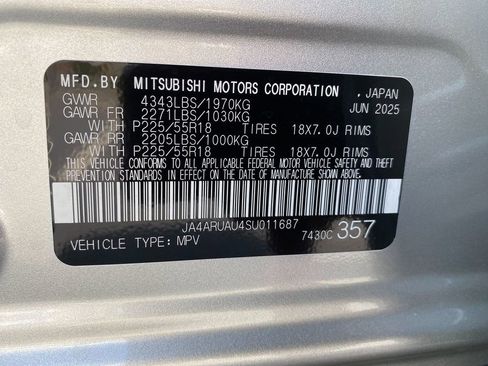 MFD.BY MITSUBISHI MOTORS CORPORATION , JAPAN
GVWR 4343LBS/1970KG JUN 2025
GAWR FR 2271LBS/1030KG
WITH P225/55R18 TIRES 18X7.0J RIMS
GAWR RR 2205LBS/1000KG
WITH P225/55R18 TIRES 18X7.0J RIMS
THIS VEHICLE CONFORMS TO ALL APPLICABLE FEDERAL MOTOR VEHICLE SAFETY AND THEFT
PREVENTION STANDARDS IN EFFECT ON THE DATE OF MANUFACTURE SHOWN ABOVE.
JA4ARUAU4SU011687
VEHICLE TYPE: MPV 7430C 357